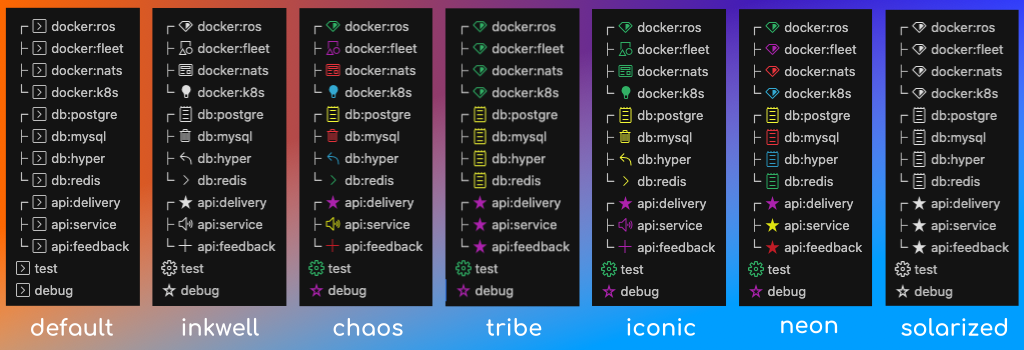 docker:ros
docker:fleet
docker:nats
docker:k8s
db:postgre
db:mysql
db:hyper
db:redis
api:delivery
api:service
api:feedback
test
debug
default
docker:ros
docker:fleet
docker:nats
docker:k8s
db:postgre
db:mysql
db:hyper
db:redis
api:delivery
api:service
api:feedback
test
debug
inkwell
docker:ros
docker:fleet
docker:nats
docker:k8s
db:postgre
db:mysql
db:hyper
db:redis
api:delivery
api:service
api:feedback
test
debug
chaos
docker:ros
docker:fleet
docker:nats
docker:k8s
db:postgre
db:mysql
db:hyper
db:redis
api:delivery
api:service
api:feedback
test
debug
tribe
docker:ros
docker:fleet
docker:nats
docker:k8s
db:postgre
db:mysql
db:hyper
db:redis
api:delivery
api:service
api:feedback
test
debug
iconic
docker:ros
docker:fleet
docker:nats
docker:k8s
db:postgre
db:mysql
db:hyper
db:redis
api:delivery
api:service
api:feedback
test
debug
neon
docker:ros
docker:fleet
docker:nats
docker:k8s
db:postgre
db:mysql
db:hyper
db:redis
api:delivery
api:service
api:feedback
test
debug
solarized